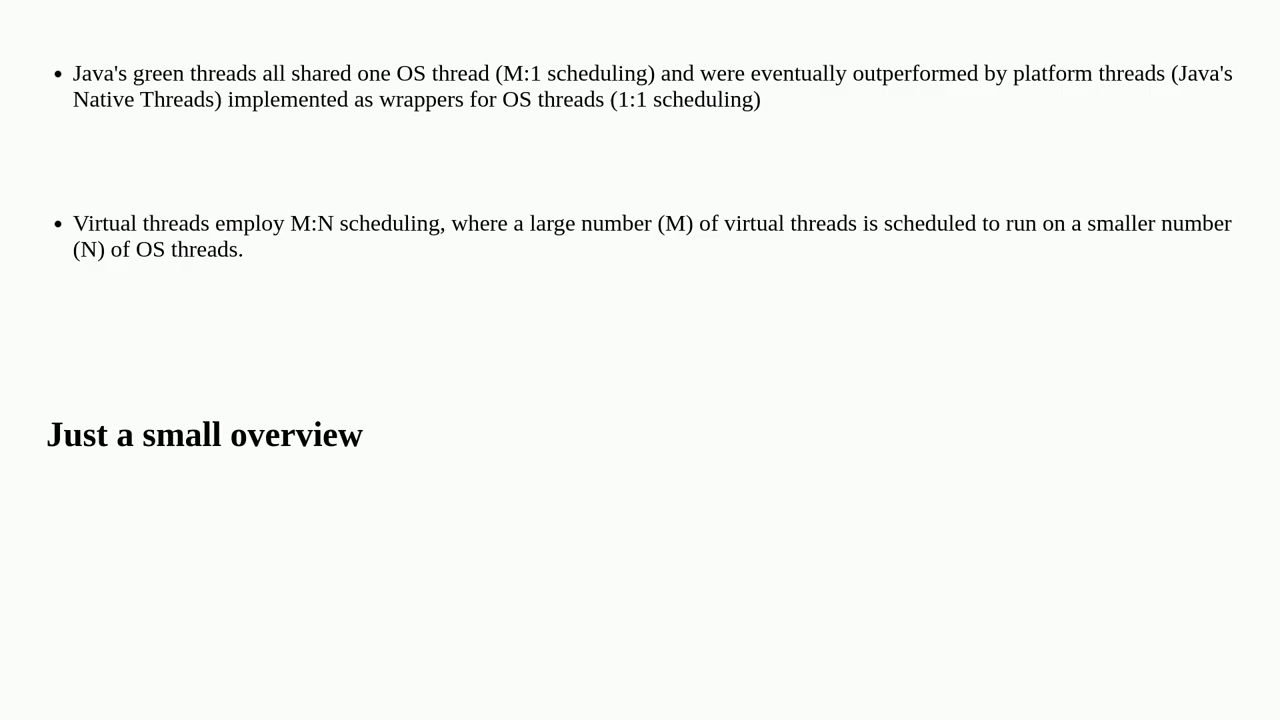 • Java's green threads all shared one OS thread (M:1 scheduling) and were eventually outperformed by platform threads (Java's
Native Threads) implemented as wrappers for OS threads (1:1 scheduling)
• Virtual threads employ M:N scheduling, where a large number (M) of virtual threads is scheduled to run on a smaller number
(N) of OS threads.
Just a small overview